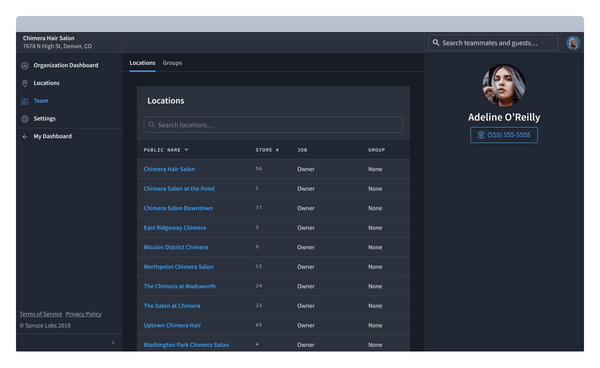 Chimera Hair Salon
7678 N High St, Denver, CO
Search teammates and guests...
Organization Dashboard
Locations
Team
Settings
My Dashboard
Terms of Service Privacy Policy
© Spruce Labs 2019
Locations Groups
Locations
Search locations...
PUBLIC NAME STORE # JOB GROUP
Chimera Hair Salon 56 Owner None
Chimera Salon at the Point 1 Owner None
Chimera Salon Downtown 77 Owner None
East Ridgeway Chimera 3 Owner None
Mission District Chimera 9 Owner None
Northpoint Chimera Salon 15 Owner None
The Chimera at Wadsworth 24 Owner None
The Salon at Chimera 23 Owner None
Uptown Chimera Hair 65 Owner None
Washington Park Chimera Salon 4 Owner None
Adeline O'Reilly
(555) 555-5555